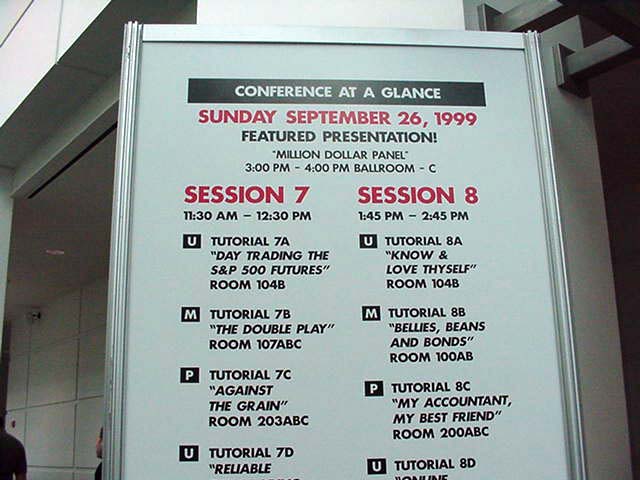 CONFERENCE AT A GLANCE
SUNDAY SEPTEMBER 26, 1999
FEATURED PRESENTATION!
"MILLION DOLLAR PANEL"
3:00 PM - 4:00 PM BALLROOM - C
SESSION 7
11:30 AM - 12:30 PM
U TUTORIAL 7A
"DAY TRADING THE
S&P 500 FUTURES"
ROOM 104B
M TUTORIAL 7B
"THE DOUBLE PLAY"
ROOM 107ABC
P TUTORIAL 7C
"AGAINST
THE GRAIN"
ROOM 203ABC
U TUTORIAL 7D
"RELIABLE
SESSION 8
1:45 PM - 2:45 PM
U TUTORIAL 8A
"KNOW &
LOVE THYSELF"
ROOM 104B
M TUTORIAL 8B
"BELLIES, BEANS
AND BONDS"
ROOM 100AB
P TUTORIAL 8C
"MY ACCOUNTANT,
MY BEST FRIEND"
ROOM 200ABC
U TUTORIAL 8D
"ONLINE